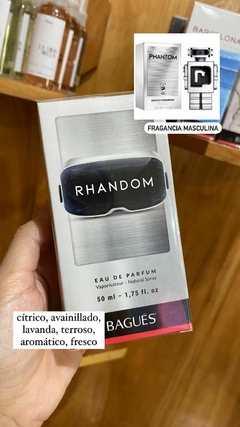 BARCELONA
PHANTOM
FRAGANCIA MASCULINA
RHANDOM
EAU DE PARFUM
Vaporisateur - Natural Spray
50 ml - 1,75 fl. oz
BAGUES
cítrico, avainillado,
lavanda, terroso,
aromático, fresco